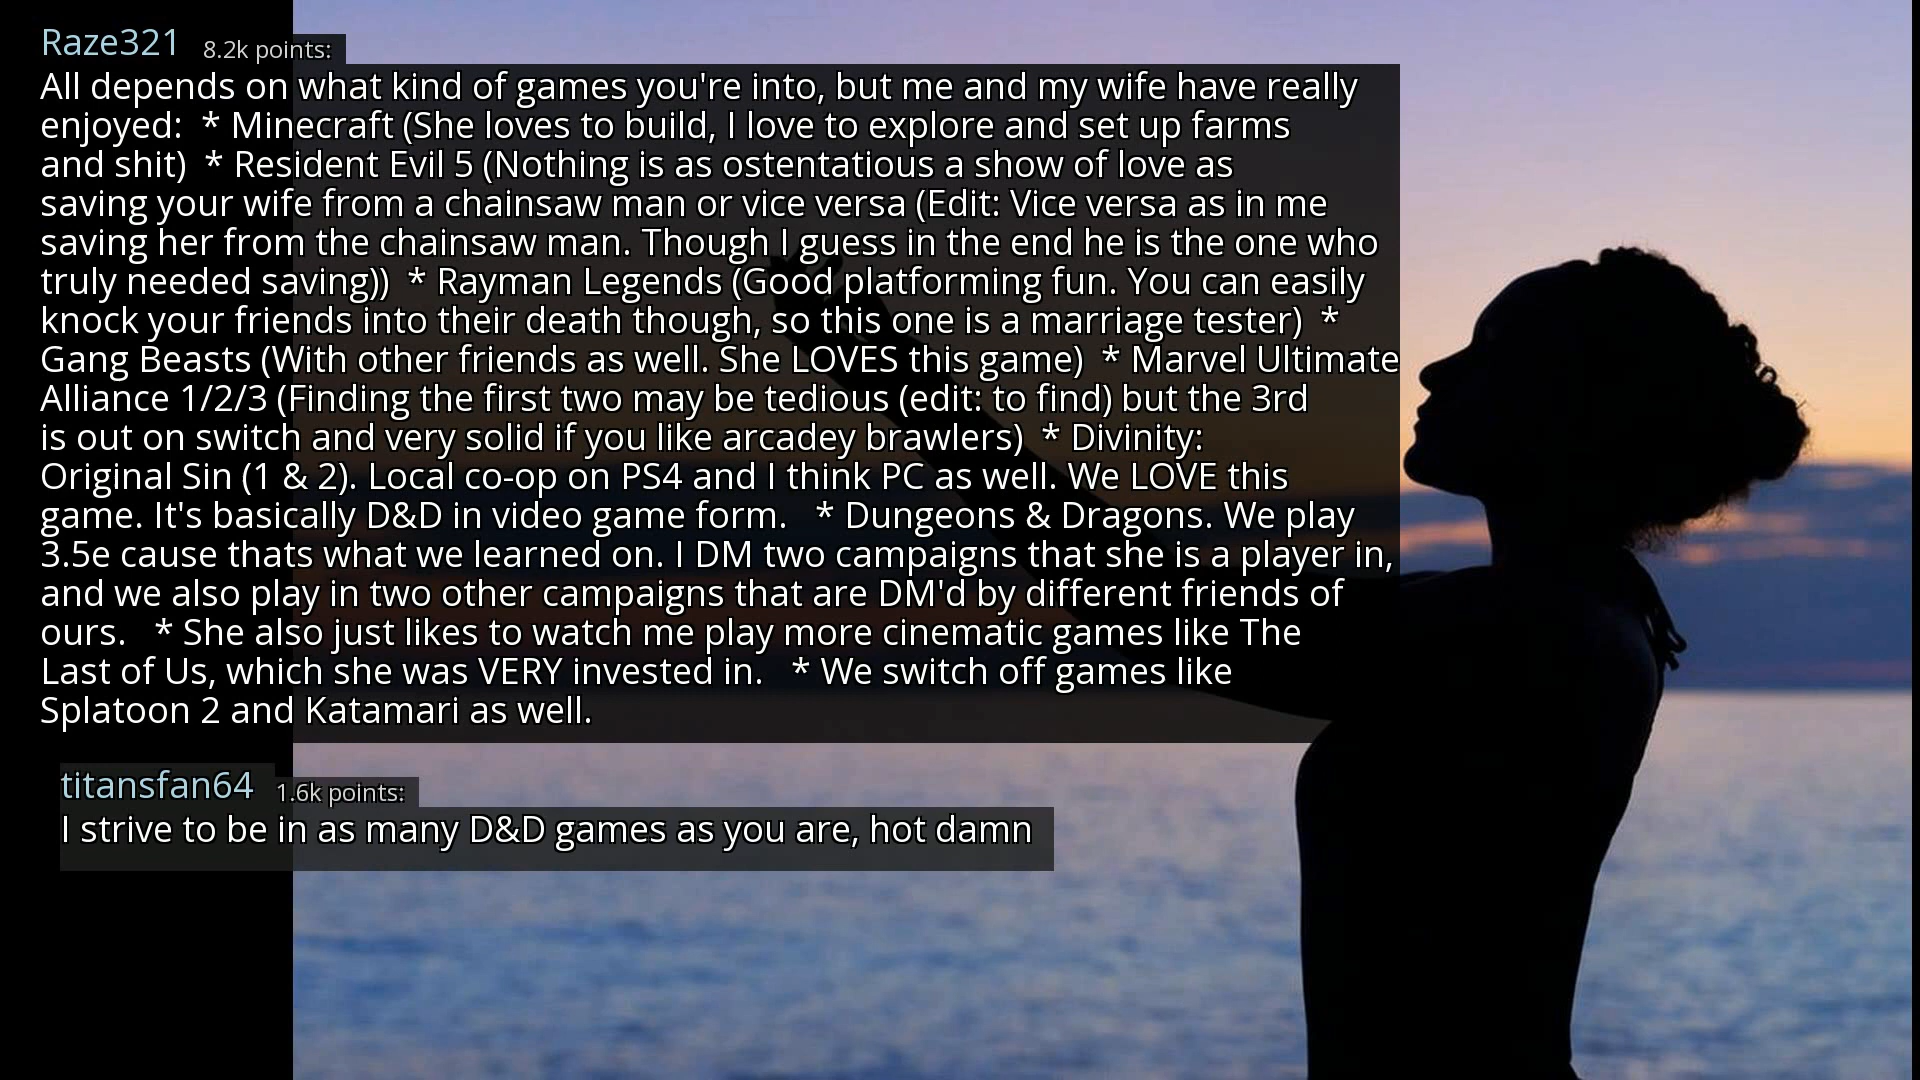 Raze321 8.2k points:
All depends on what kind of games you're into, but me and my wife have really
enjoyed:  * Minecraft (She loves to build, I love to explore and set up farms
and shit)  * Resident Evil 5 (Nothing is as ostentatious a show of love as
saving your wife from a chainsaw man or vice versa (Edit: Vice versa as in me
saving her from the chainsaw man. Though I guess in the end he is the one who
truly needed saving))  * Rayman Legends (Good platforming fun. You can easily
knock your friends into their death though, so this one is a marriage tester)  *
Gang Beasts (With other friends as well. She LOVES this game)  * Marvel Ultimate
Alliance 1/2/3 (Finding the first two may be tedious (edit: to find) but the 3rd
is out on switch and very solid if you like arcadey brawlers)  * Divinity:
Original Sin (1 & 2). Local co-op on PS4 and I think PC as well. We LOVE this
game. It's basically D&D in video game form.   * Dungeons & Dragons. We play
3.5e cause thats what we learned on. I DM two campaigns that she is a player in,
and we also play in two other campaigns that are DM'd by different friends of
ours.   * She also just likes to watch me play more cinematic games like The
Last of Us, which she was VERY invested in.   * We switch off games like
Splatoon 2 and Katamari as well.
titansfan64 1.6k points:
I strive to be in as many D&D games as you are, hot damn